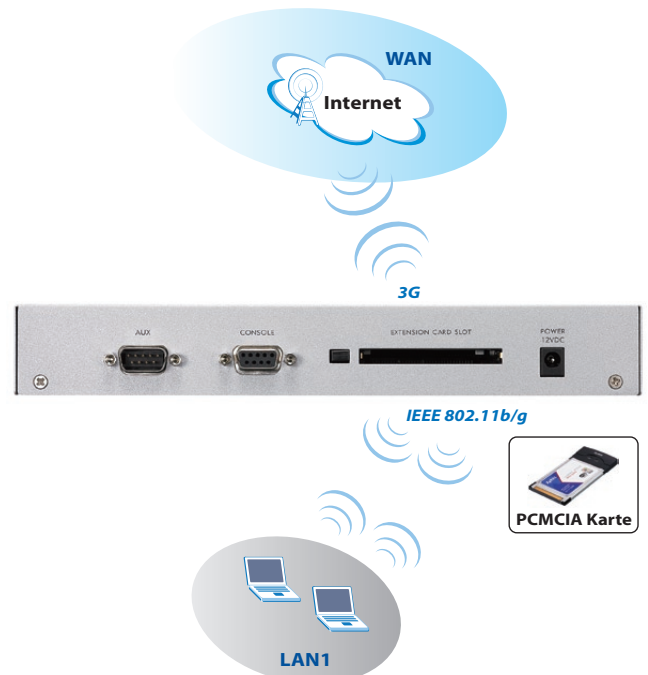 WAN
Internet
3G
AUX
CONSOLE
EXTENSION CARD SLOT
POWER
12VDC
IEEE 802.11b/g
PCMCIA Karte
LAN1